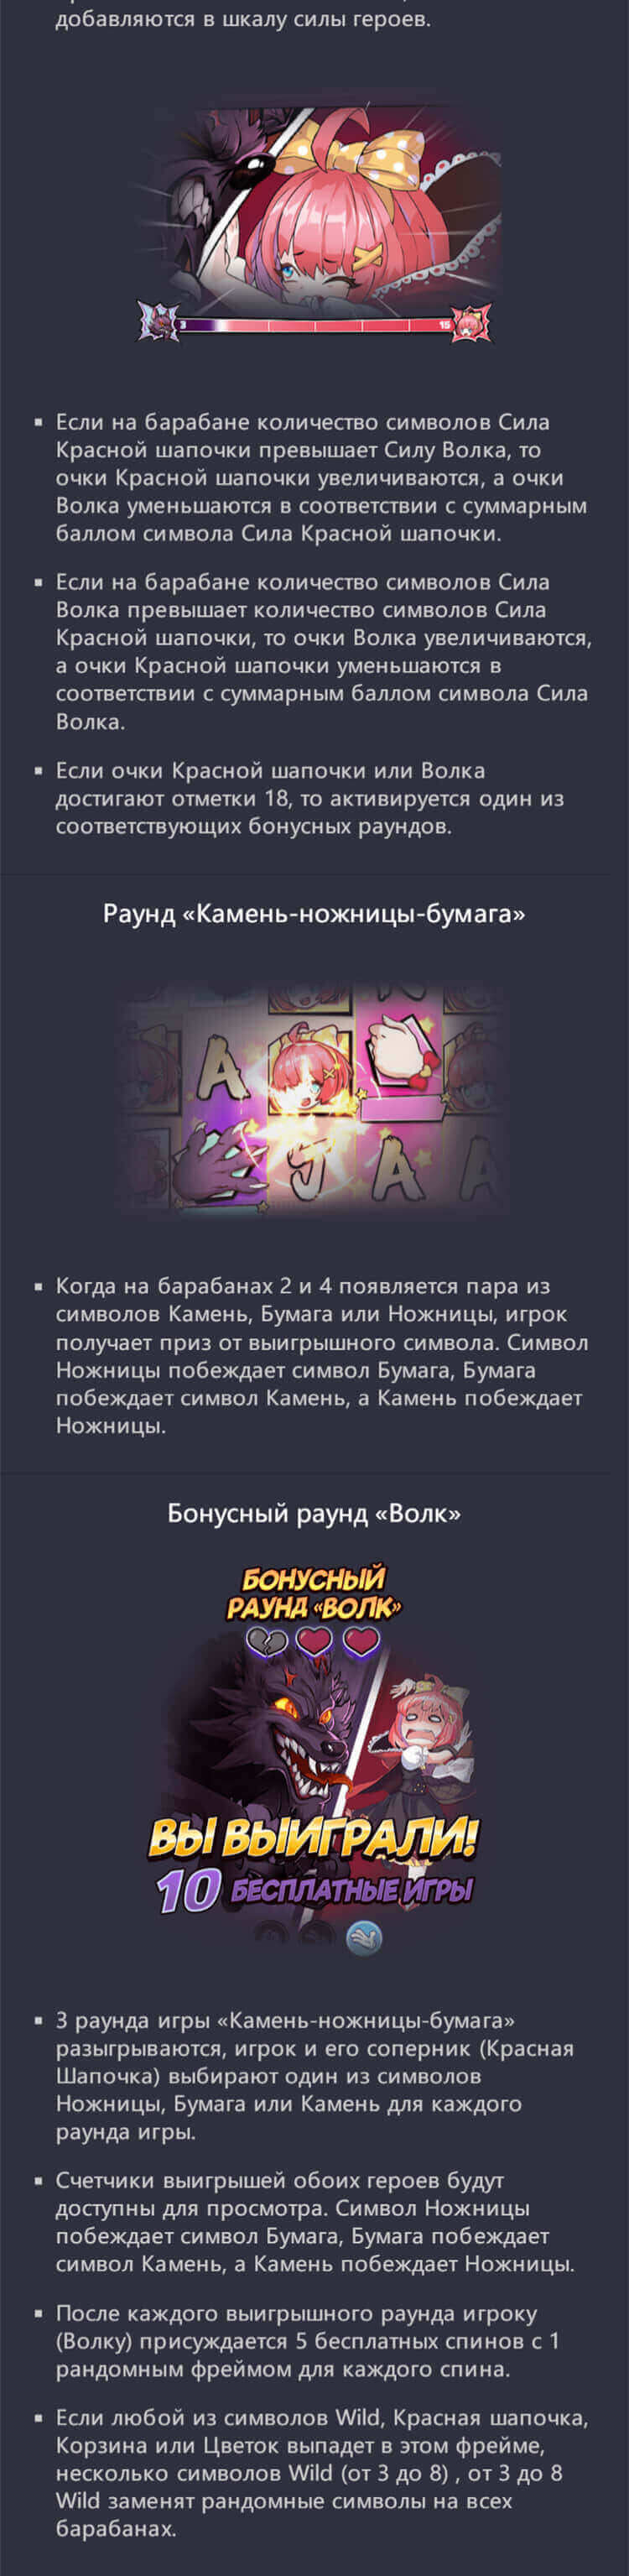 добавляются в шкалу силы героев.
3
15
▪ Если на барабане количество символов Сила
Красной шапочки превышает Силу Волка, то
очки Красной шапочки увеличиваются, а очки
Волка уменьшаются в соответствии с суммарным
баллом символа Сила Красной шапочки.
▪ Если на барабане количество символов Сила
Волка превышает количество символов Сила
Красной шапочки, то очки Волка увеличиваются,
а очки Красной шапочки уменьшаются в
соответствии с суммарным баллом символа Сила
Волка.
▪ Если очки Красной шапочки или Волка
достигают отметки 18, то активируется один из
соответствующих бонусных раундов.
Раунд «Камень-ножницы-бумага»
A
J A A
▪ Когда на барабанах 2 и 4 появляется пара из
символов Камень, Бумага или Ножницы, игрок
получает приз от выигрышного символа. Символ
Ножницы побеждает символ Бумага, Бумага
побеждает символ Камень, а Камень побеждает
Ножницы.
Бонусный раунд «Волк»
БОНУСНЫЙ
РАУНД «ВОЛК»
ВЫ ВЫИГРАЛИ!
10 БЕСПЛАТНЫЕ ИГРЫ
▪ 3 раунда игры «Камень-ножницы-бумага»
разыгрываются, игрок и его соперник (Красная
Шапочка) выбирают один из символов
Ножницы, Бумага или Камень для каждого
раунда игры.
▪ Счетчики выигрышей обоих героев будут
доступны для просмотра. Символ Ножницы
побеждает символ Бумага, Бумага побеждает
символ Камень, а Камень побеждает Ножницы.
▪ После каждого выигрышного раунда игроку
(Волку) присуждается 5 бесплатных спинов с 1
рандомным фреймом для каждого спина.
▪ Если любой из символов Wild, Красная шапочка,
Корзина или Цветок выпадет в этом фрейме,
несколько символов Wild (от 3 до 8) , от 3 до 8
Wild заменят рандомные символы на всех
барабанах.